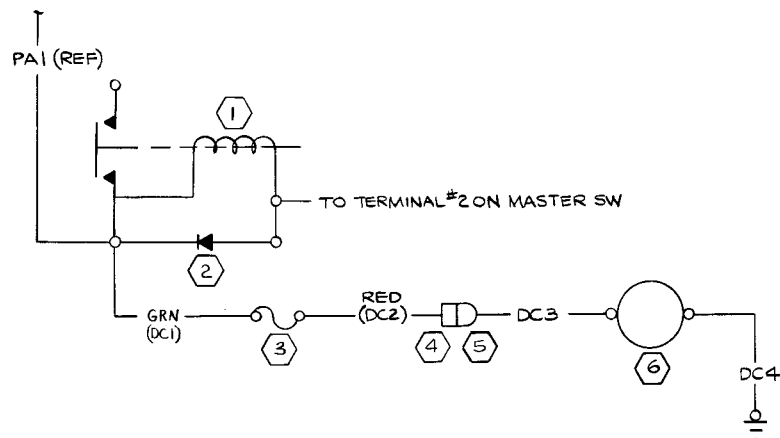 PA1 (REF)
1
TO TERMINAL #2 ON MASTER SW
2
GRN
(DC1)
3
RED
(DC2)
4
5
DC3
6
DC4